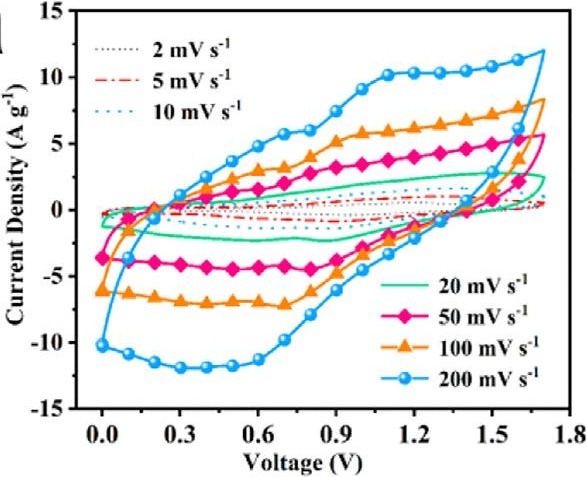 15
10
5
0
-5
-10
-15
Current Density (A g-1)
2 mV s-1
5 mV s-1
10 mV s-1
20 mV s-1
50 mV s-1
100 mV s-1
200 mV s-1
0.0 0.3 0.6 0.9 1.2 1.5 1.8
Voltage (V)